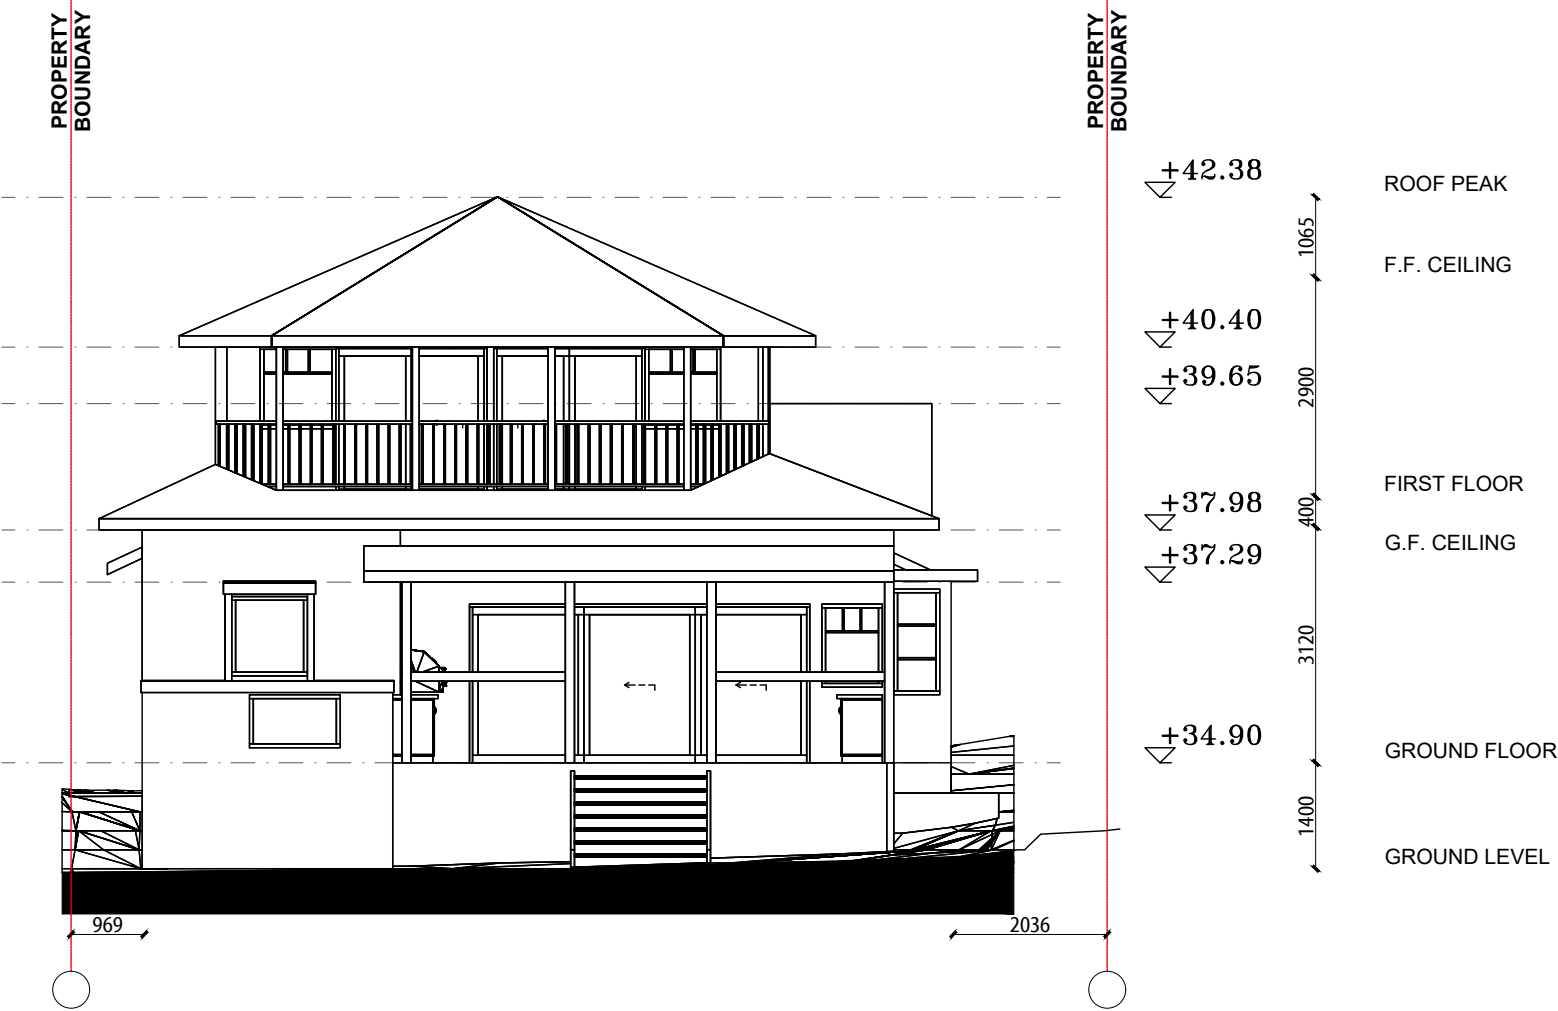 PROPERTY
BOUNDARY
PROPERTY
BOUNDARY
+42.38
ROOF PEAK
1065
F.F. CEILING
+40.40
+39.65
2900
FIRST FLOOR
+37.98
400
G.F. CEILING
+37.29
3120
+34.90
GROUND FLOOR
1400
GROUND LEVEL
969
2036